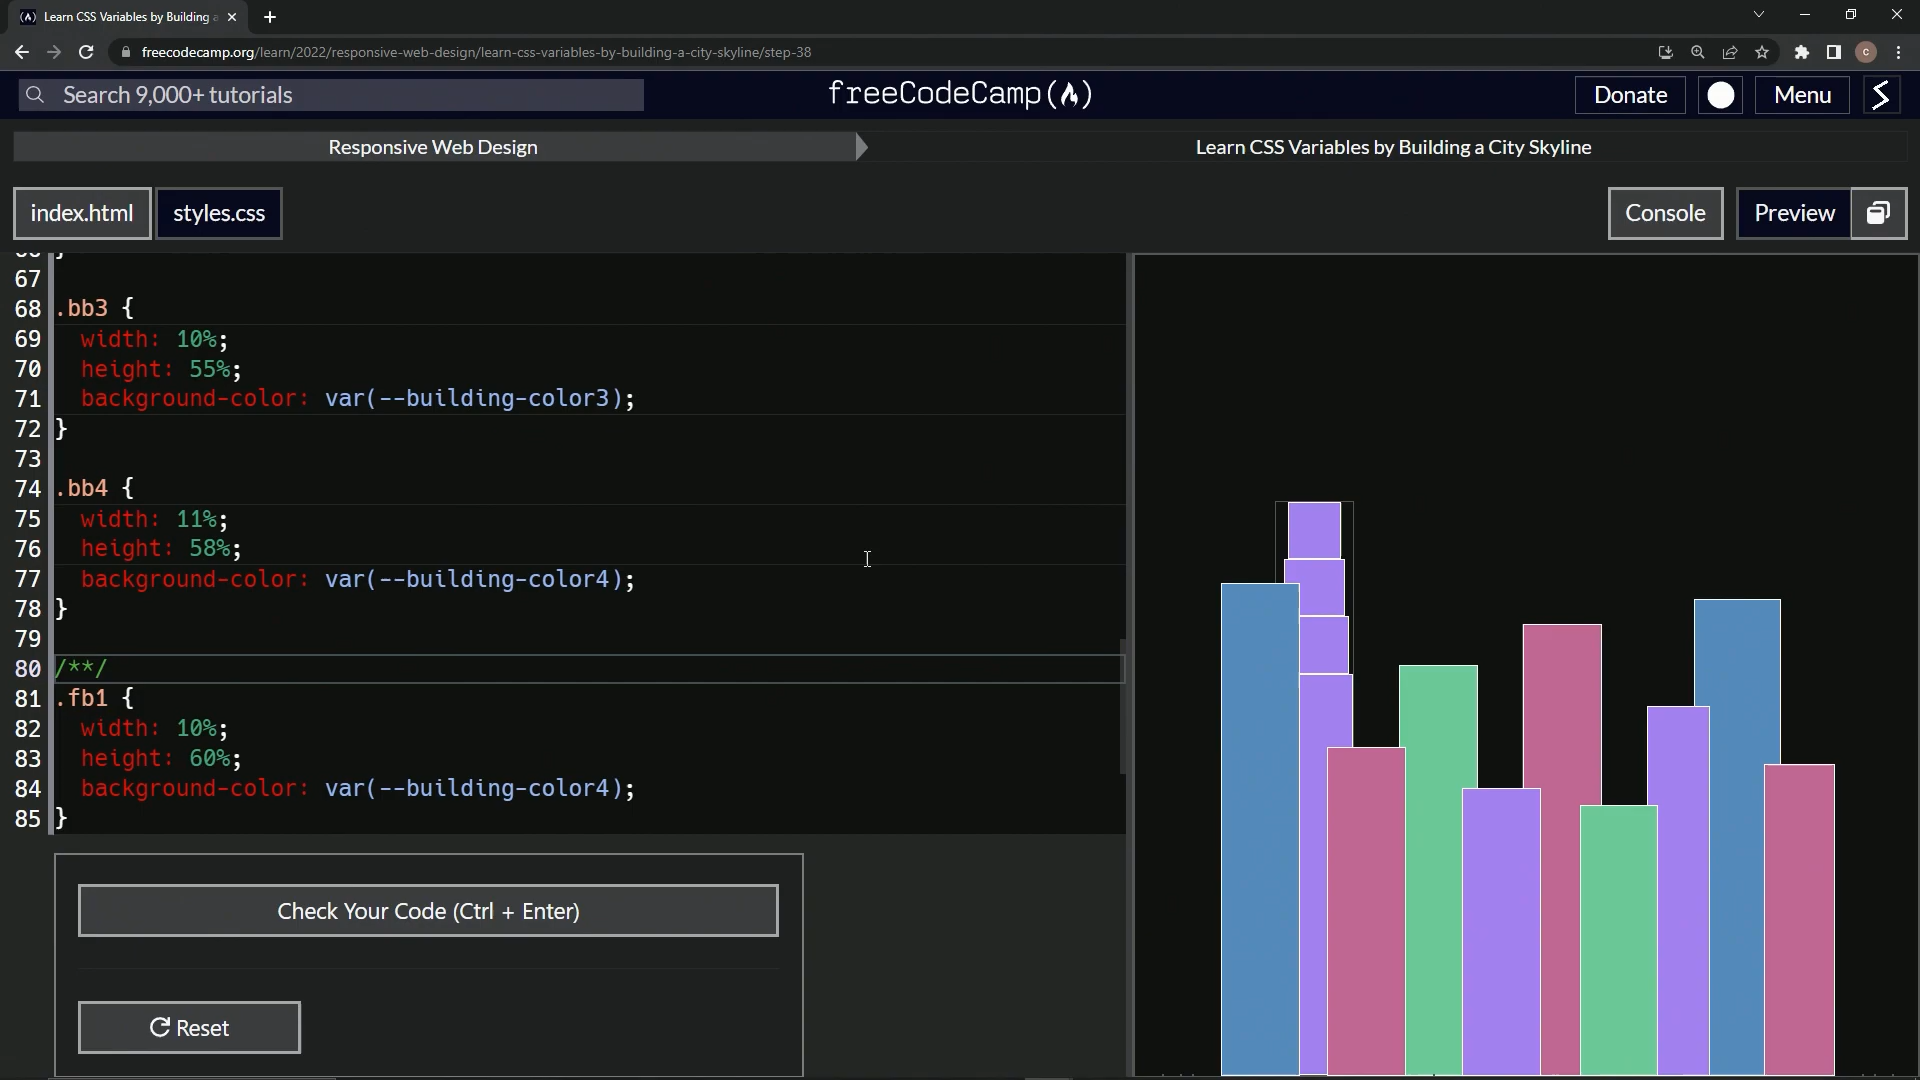 Learn CSS Variables by Building a
freecodecamp.org/learn/2022/responsive-web-design/learn-css-variables-by-building-a-city-skyline/step-38
C
Search 9,000+ tutorials
freeCodeCamp(🔥)
Donate
Menu
Responsive Web Design
Learn CSS Variables by Building a City Skyline
index.html
styles.css
Console
Preview
66 }
67
68 .bb3 {
69 width: 10%;
70 height: 55%;
71 background-color: var(--building-color3);
72 }
73
74 .bb4 {
75 width: 11%;
76 height: 58%;
77 background-color: var(--building-color4);
78 }
79
80 /**/
81 .fb1 {
82 width: 10%;
83 height: 60%;
84 background-color: var(--building-color4);
85 }
Check Your Code (Ctrl + Enter)
Reset